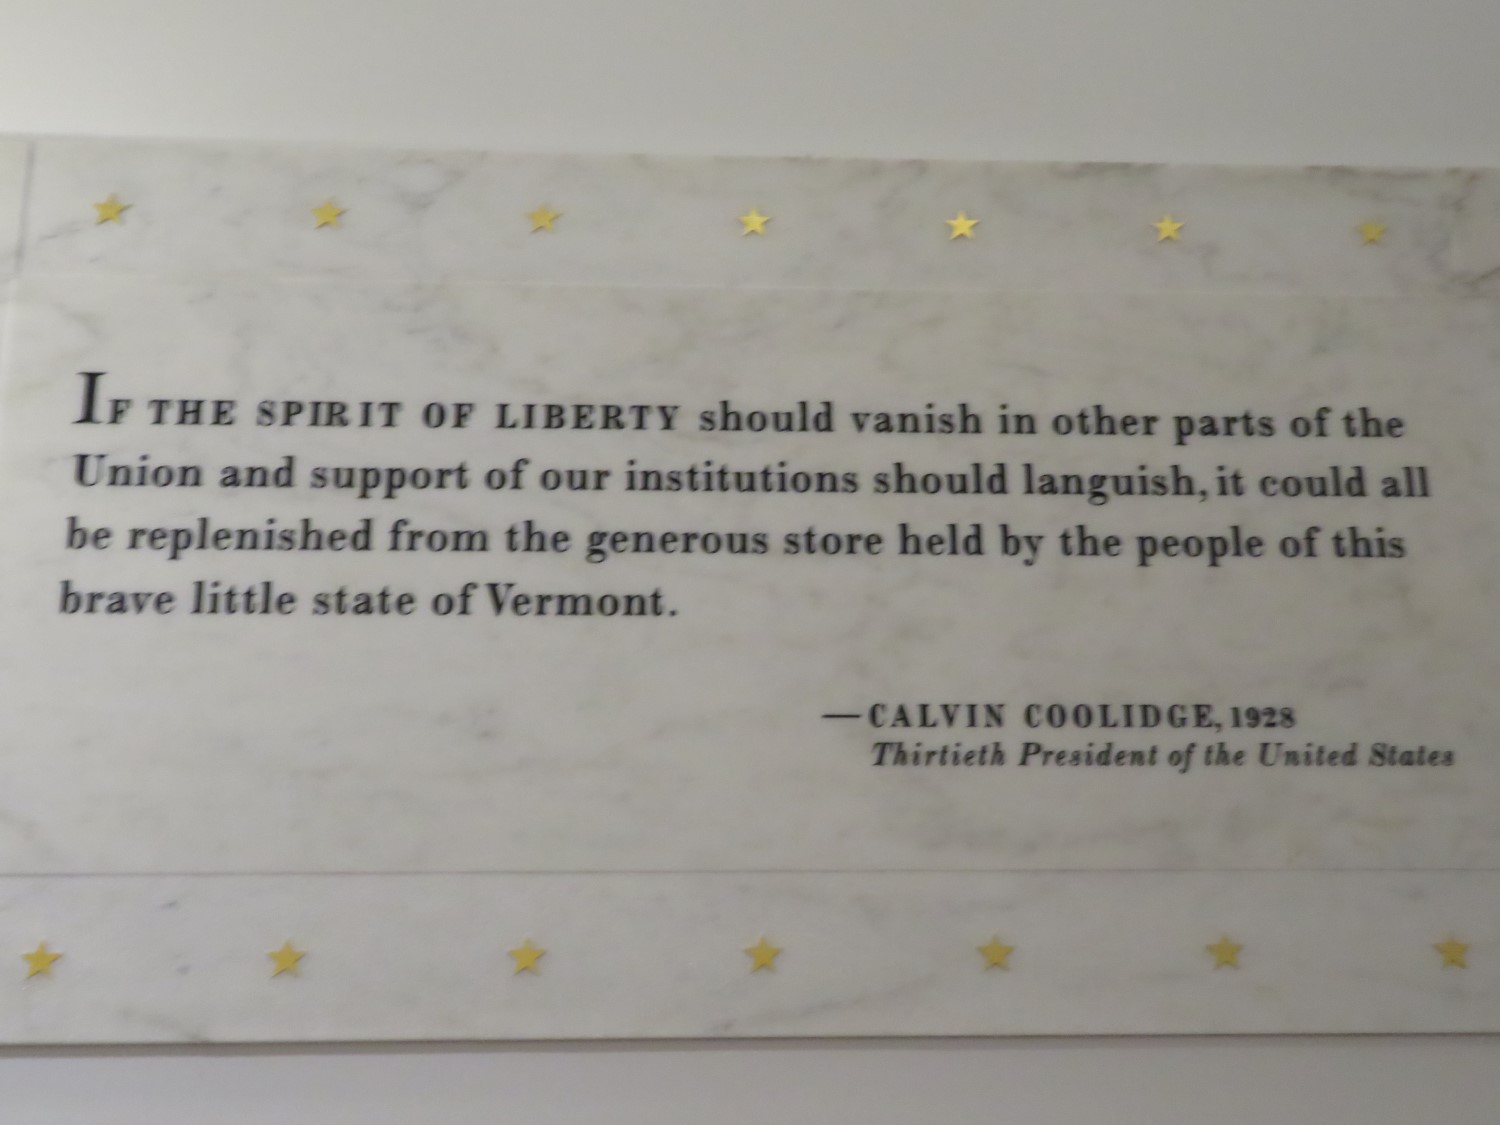 IF THE SPIRIT OF LIBERTY should vanish in other parts of the
Union and support of our institutions should languish, it could all
be replenished from the generous store held by the people of this
brave little state of Vermont.
—CALVIN COOLIDGE, 1928
Thirtieth President of the United States